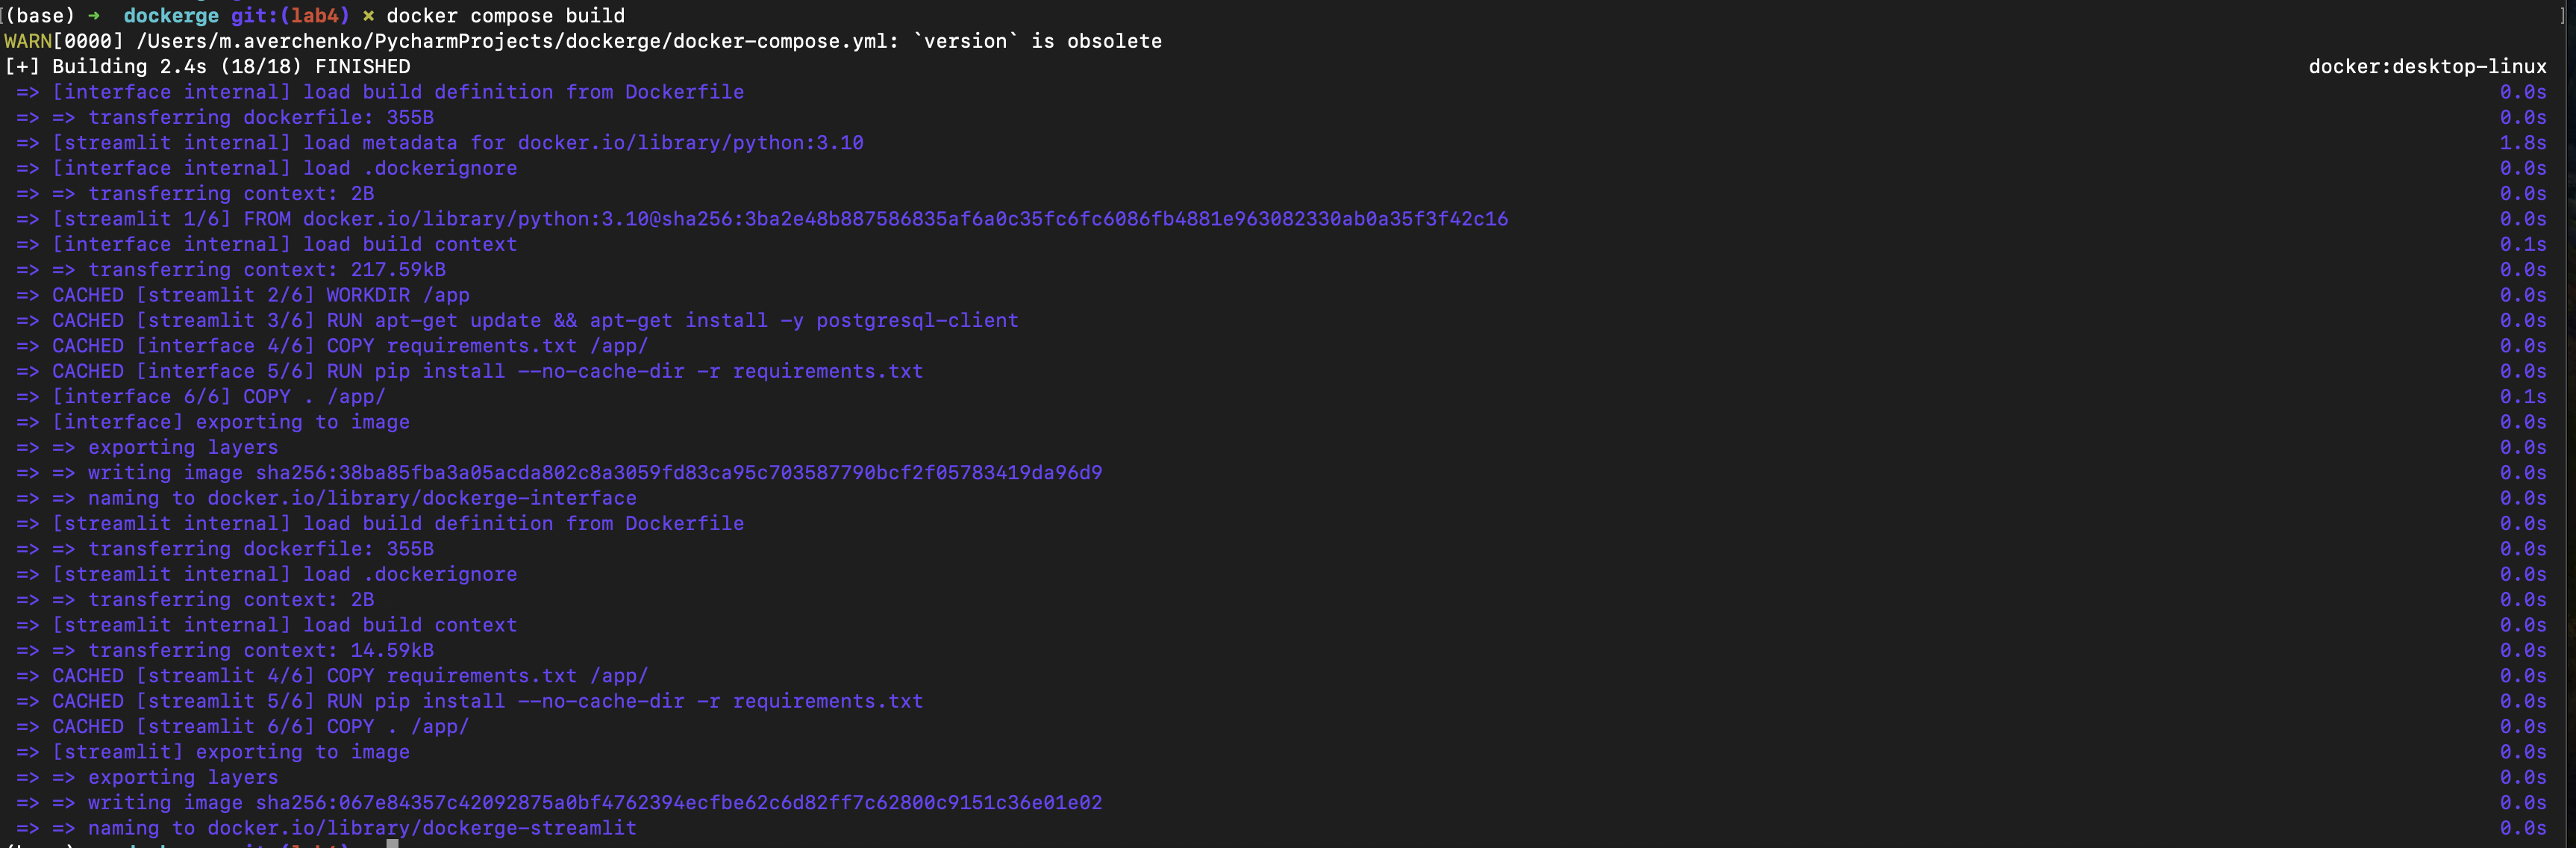 (base) → dockerge git:(lab4) × docker compose build
WARN[0000] /Users/m.averchenko/PycharmProjects/dockerge/docker-compose.yml: `version` is obsolete
[+] Building 2.4s (18/18) FINISHED docker:desktop-linux
=> [interface internal] load build definition from Dockerfile 0.0s
=> => transferring dockerfile: 355B 0.0s
=> [streamlit internal] load metadata for docker.io/library/python:3.10 1.8s
=> [interface internal] load .dockerignore 0.0s
=> => transferring context: 2B 0.0s
=> [streamlit 1/6] FROM docker.io/library/python:3.10@sha256:3ba2e48b887586835af6a0c35fc6fc6086fb4881e963082330ab0a35f3f42c16 0.0s
=> [interface internal] load build context 0.1s
=> => transferring context: 217.59kB 0.0s
=> CACHED [streamlit 2/6] WORKDIR /app 0.0s
=> CACHED [streamlit 3/6] RUN apt-get update && apt-get install -y postgresql-client 0.0s
=> CACHED [interface 4/6] COPY requirements.txt /app/ 0.0s
=> CACHED [interface 5/6] RUN pip install --no-cache-dir -r requirements.txt 0.0s
=> [interface 6/6] COPY . /app/ 0.1s
=> [interface] exporting to image 0.0s
=> => exporting layers 0.0s
=> => writing image sha256:38ba85fba3a05acda802c8a3059fd83ca95c703587790bcf2f05783419da96d9 0.0s
=> => naming to docker.io/library/dockerge-interface 0.0s
=> [streamlit internal] load build definition from Dockerfile 0.0s
=> => transferring dockerfile: 355B 0.0s
=> [streamlit internal] load .dockerignore 0.0s
=> => transferring context: 2B 0.0s
=> [streamlit internal] load build context 0.0s
=> => transferring context: 14.59kB 0.0s
=> CACHED [streamlit 4/6] COPY requirements.txt /app/ 0.0s
=> CACHED [streamlit 5/6] RUN pip install --no-cache-dir -r requirements.txt 0.0s
=> CACHED [streamlit 6/6] COPY . /app/ 0.0s
=> [streamlit] exporting to image 0.0s
=> => exporting layers 0.0s
=> => writing image sha256:067e84357c42092875a0bf4762394ecfbe62c6d82ff7c62800c9151c36e01e02 0.0s
=> => naming to docker.io/library/dockerge-streamlit 0.0s